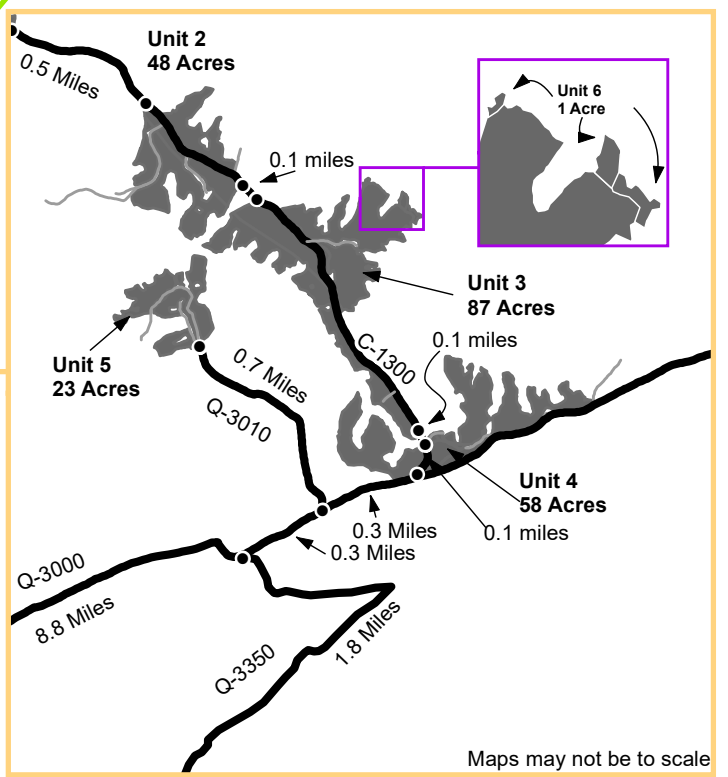 Unit 2
48 Acres
0.5 Miles
Unit 6
1 Acre
0.1 miles
Unit 3
87 Acres
0.1 miles
C-1300
Unit 5
23 Acres
0.7 Miles
Q-3010
Unit 4
58 Acres
0.3 Miles
0.1 miles
0.3 Miles
Q-3000
8.8 Miles
1.8 Miles
Q-3350
Maps may not be to scale